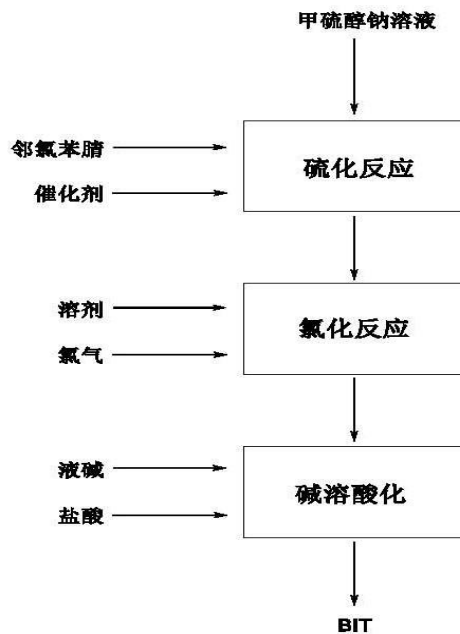 甲硫醇钠溶液
邻氯苯腈
催化剂
硫化反应
溶剂
氯气
氯化反应
液碱
盐酸
碱溶酸化
BIT